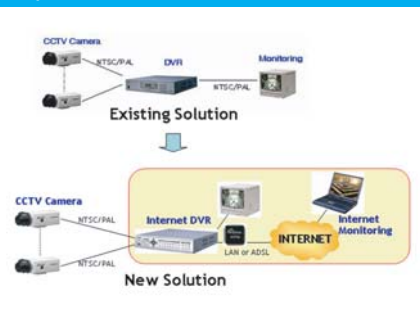 CCTV Camera
DVR
Monitoring
NTSC/PAL
NTSC/PAL
Existing Solution
CCTV Camera
NTSC/PAL
Internet DVR
Internet
Monitoring
INTERNET
LAN or ADSL
NTSC/PAL
New Solution